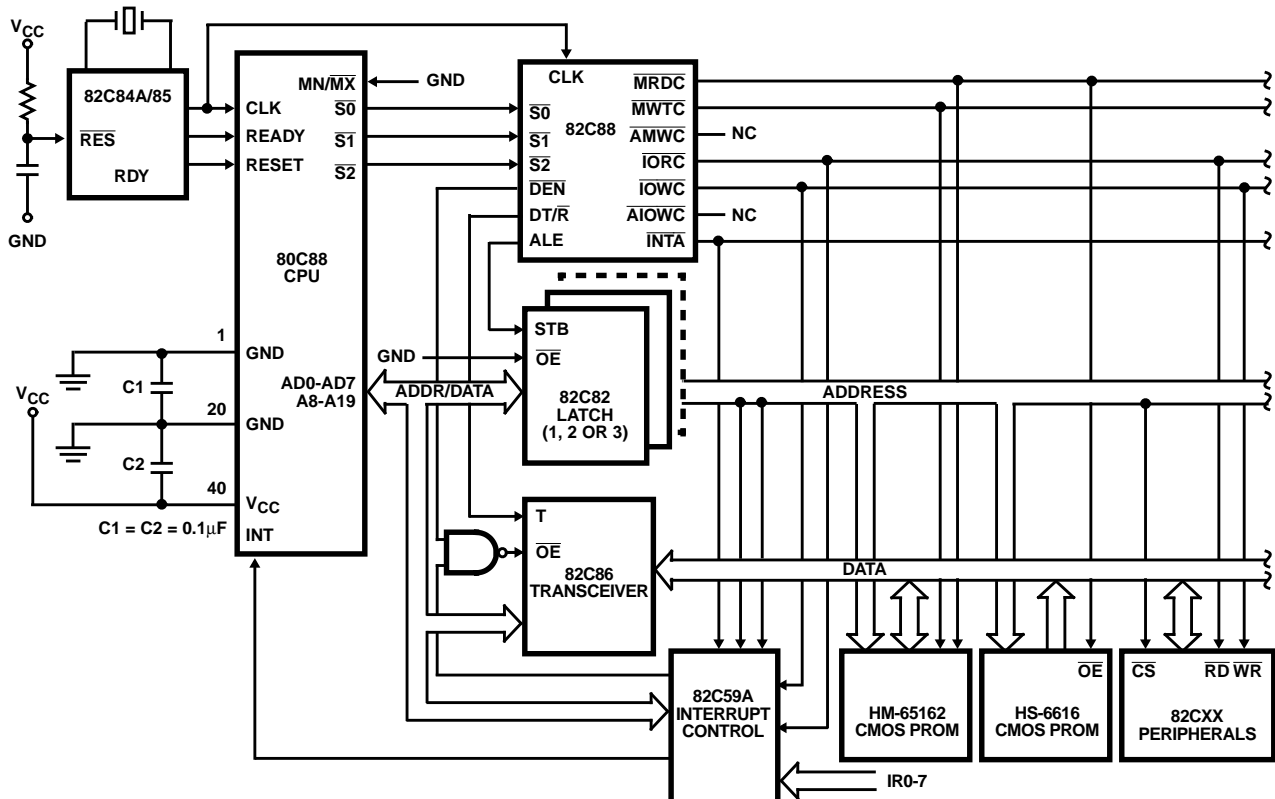 VCC
GND
82C84A/85
RES
RDY
CLK
READY
RESET
MN/MX
S0
S1
S2
80C88
CPU
1
GND
C1
VCC
20
GND
C2
40
VCC
C1 = C2 = 0.1μF
INT
AD0-AD7
A8-A19
GND
CLK
82C88
S0
S1
S2
DEN
DT/R
ALE
MRDC
MWTC
AMWC
IORC
IOWC
AIOWC
INTA
NC
NC
STB
GND
OE
ADDR/DATA
82C82
LATCH
(1, 2 OR 3)
ADDRESS
T
OE
82C86
TRANSCEIVER
DATA
82C59A
INTERRUPT
CONTROL
IR0-7
HM-65162
CMOS PROM
OE
HS-6616
CMOS PROM
CS
RD WR
82CXX
PERIPHERALS